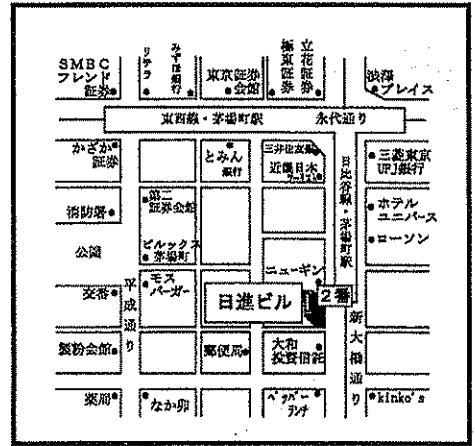 SMBC
フレンド
証券
リテラ
みずほ銀行
東京証券
会館
極東証券
立花証券
渋澤
プレイス
東西線・茅場町駅
永代通り
かざか
証券
とみん
銀行
三井住友銀行
近畿日本
ツーリスト
日比谷線・茅場町駅
三菱東京
UFJ銀行
消防署
第二
証券会館
ホテル
ユニバース
ローソン
公園
ビルックス
茅場町
ニューギン
交番
平成通り
モス
バーガー
日進ビル
2番
新大橋通り
製粉会館
郵便局
大和
投資信託
薬局
なか卯
ペッパー
ランチ
kinko's